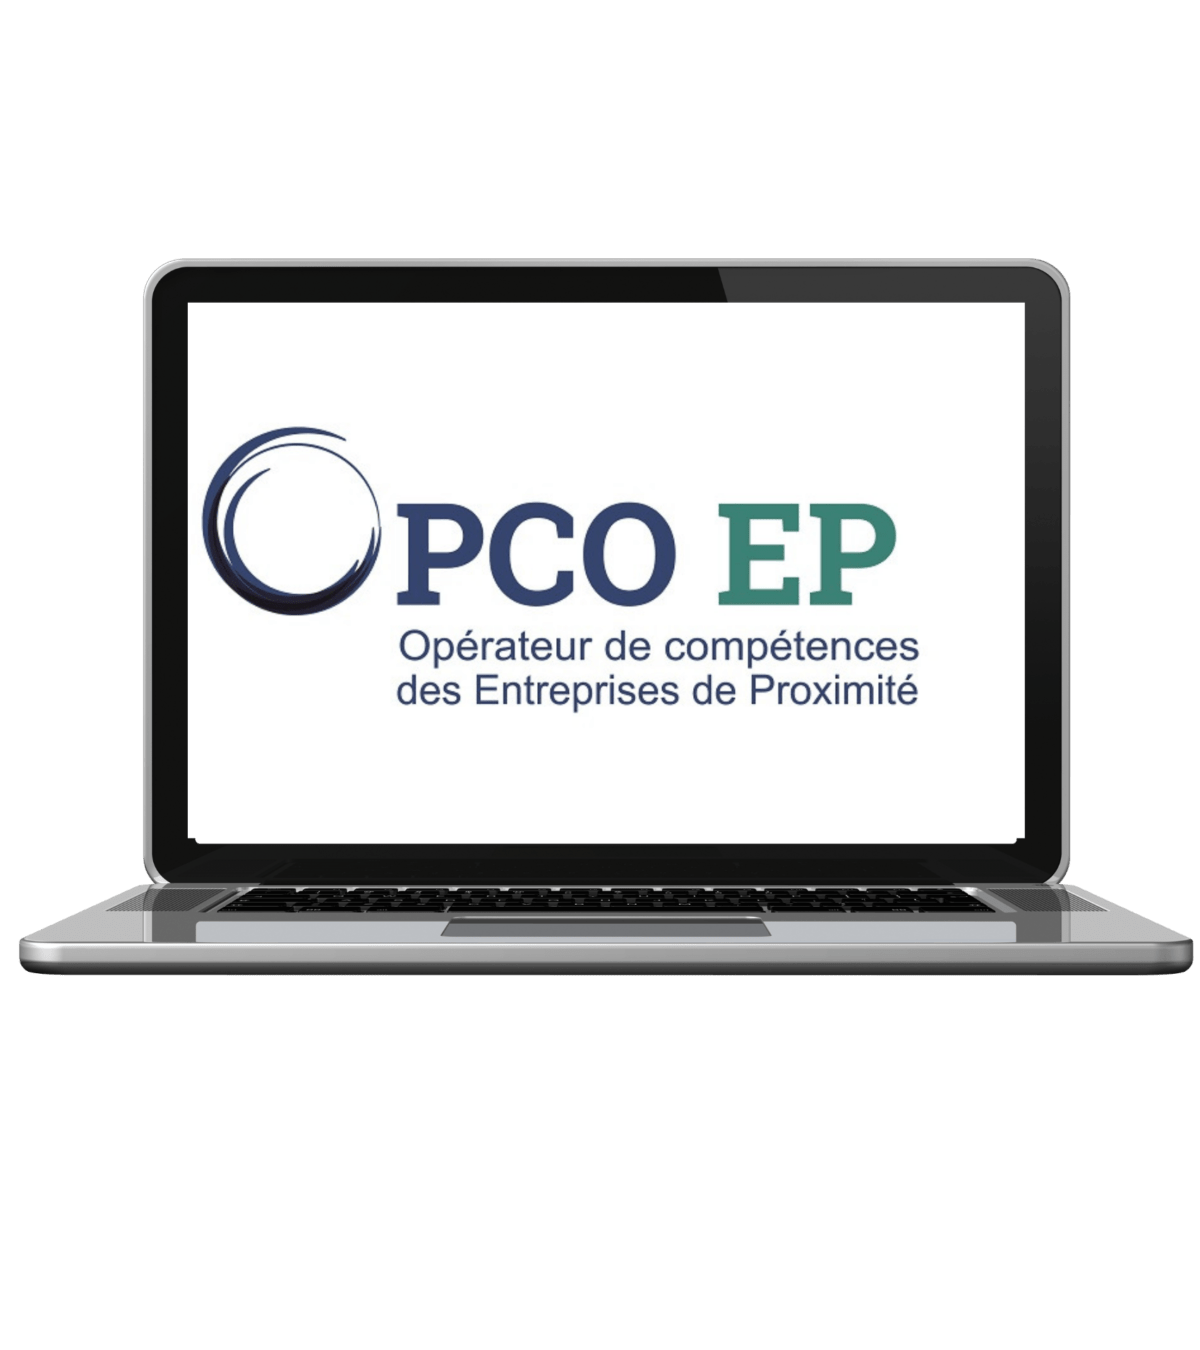 OPCO EP
Opérateur de compétences
des Entreprises de Proximité